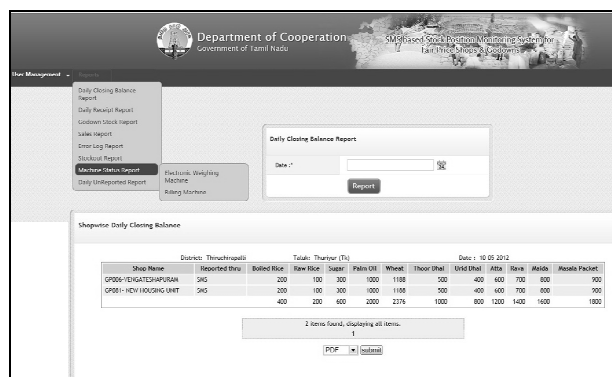 Department of Cooperation
Government of Tamil Nadu
SMS based Stock Position Monitoring System for
Fair Price Shops & Godowns
User Management Reports
Daily Closing Balance
Report
Daily Receipt Report
Godown Stock Report
Sales Report
Error Log Report
Stockout Report
Machine Status Report
Daily UnReported Report
Electronic Weighing
Machine
Billing Machine
Daily Closing Balance Report
Date :*
Report
Shopwise Daily Closing Balance
District: Thiruchirapalli Taluk: Thuriyur (Tk) Date : 10 05 2012
Shop Name Reported thru Boiled Rice Raw Rice Sugar Palm Oil Wheat Thoor Dhal Urid Dhal Atta Rava Maida Masala Packet
GP006-VENGATESHAPURAM SMS 200 100 300 1000 1188 500 400 600 700 800 900
GP081- NEW HOUSING UNIT SMS 200 100 300 1000 1188 500 400 600 700 800 900
400 200 600 2000 2376 1000 800 1200 1400 1600 1800
2 items found, displaying all items.
1
PDF submit